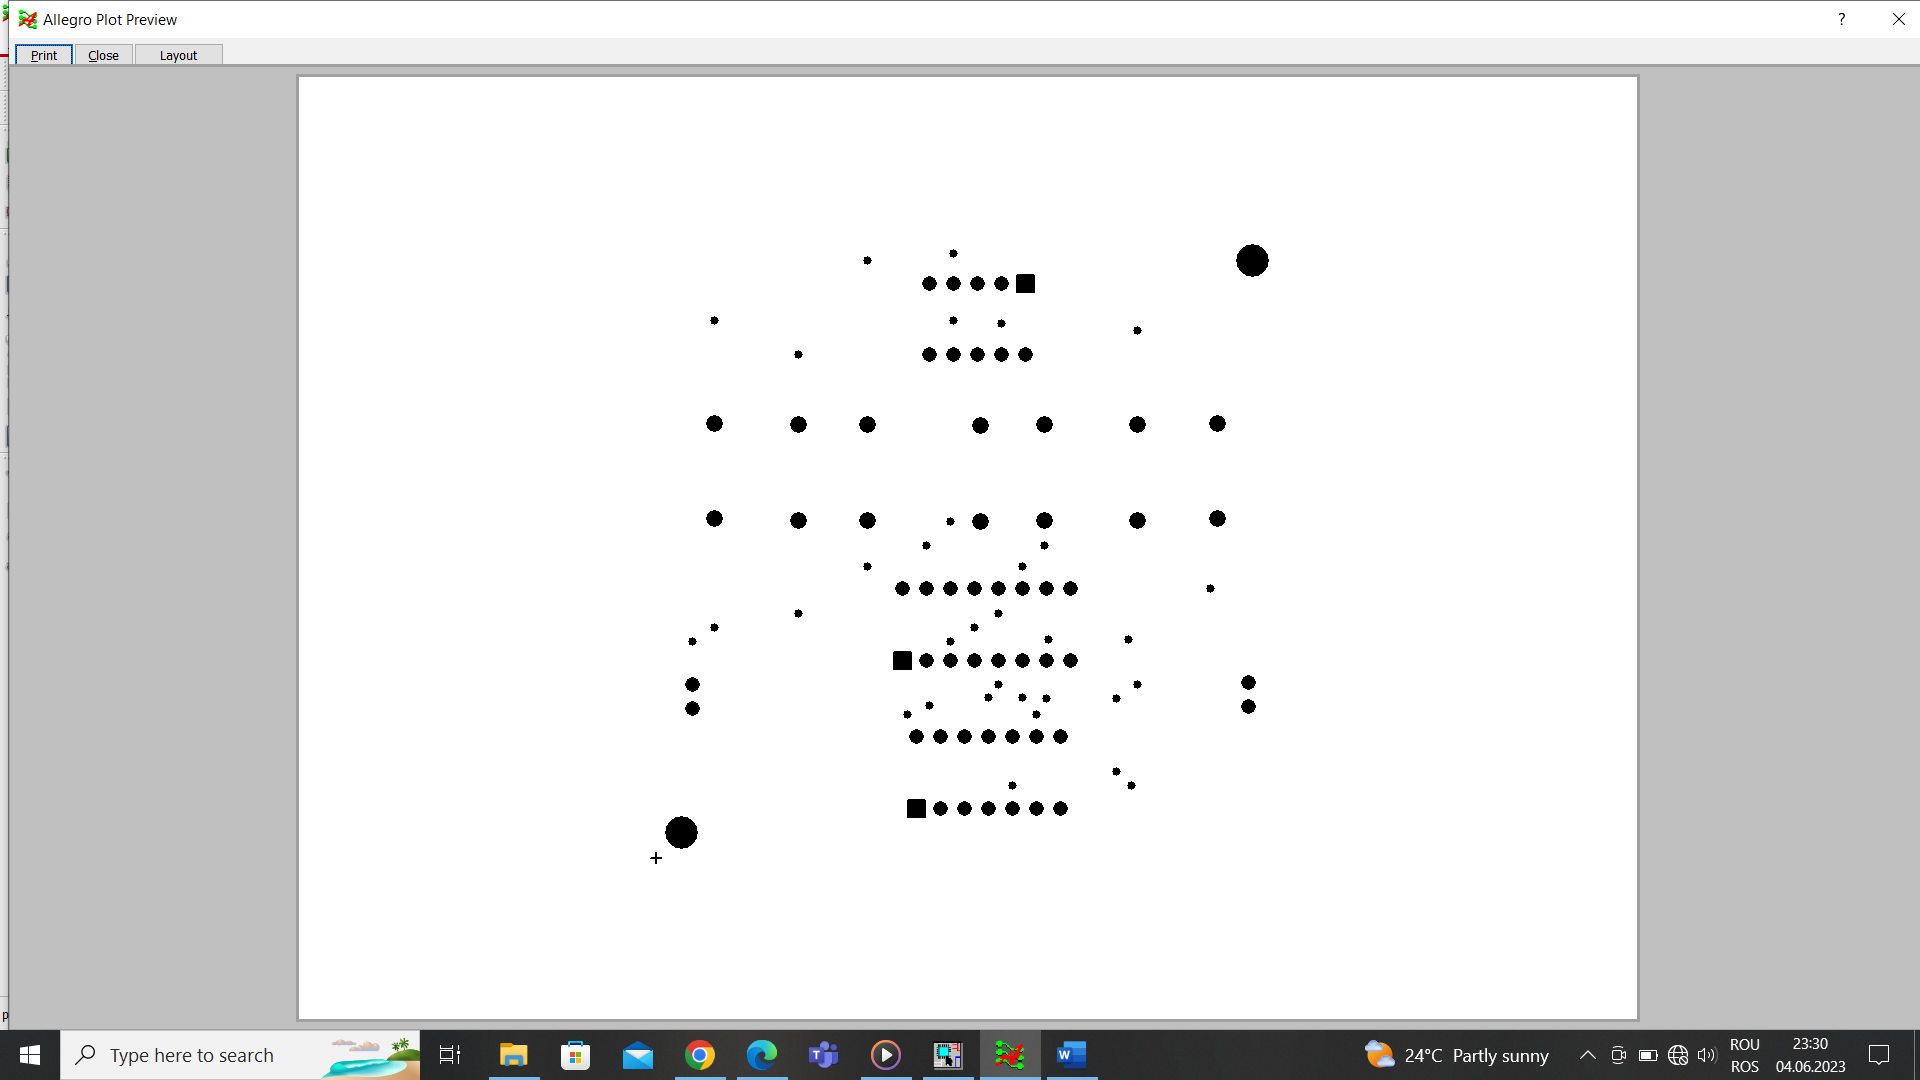 Allegro Plot Preview
?
Print
Close
Layout
p
Type here to search
24°C Partly sunny
ROU
ROS
23:30
04.06.2023